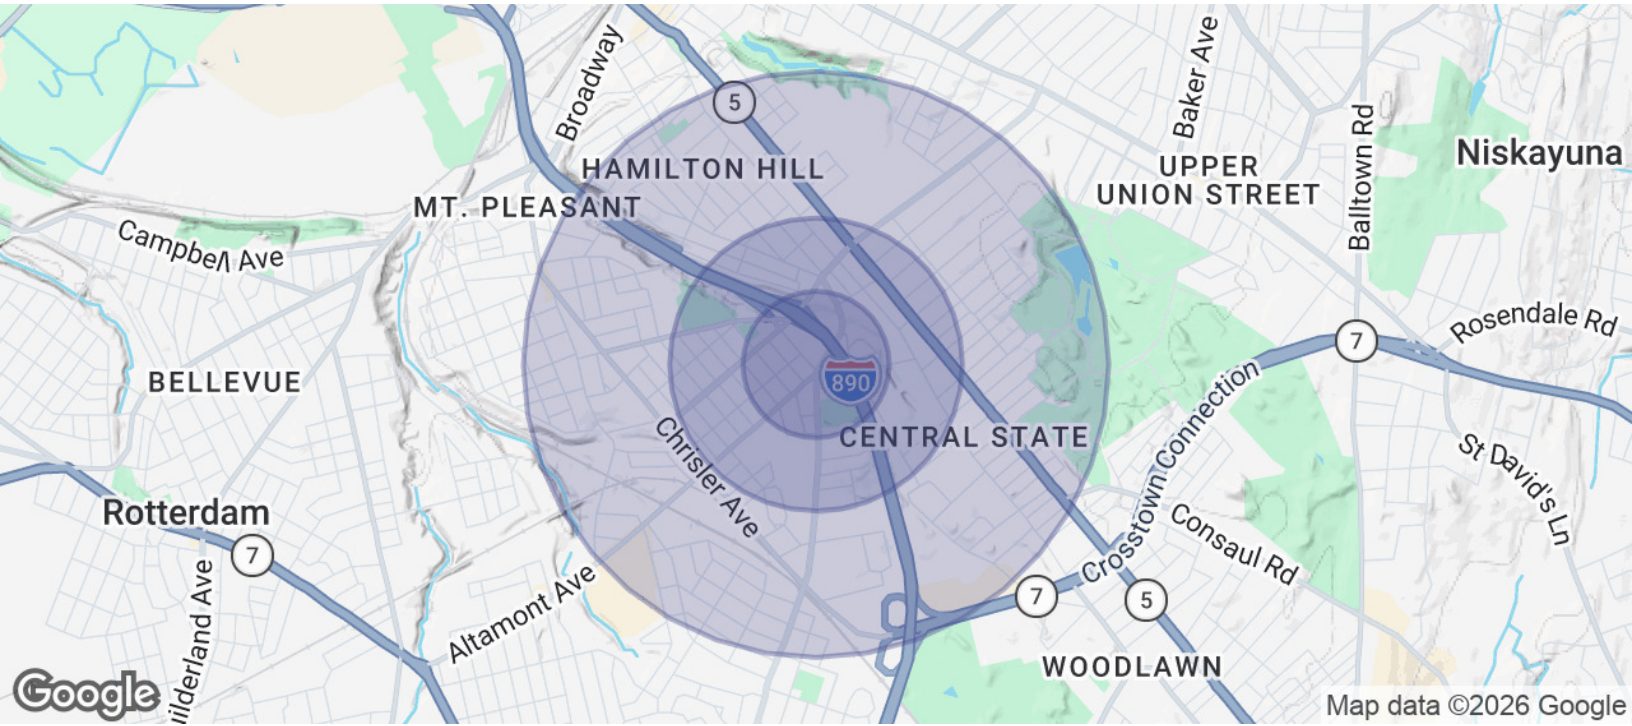 Broadway
5
Baker Ave
Balltown Rd
Niskayuna
HAMILTON HILL
UPPER
UNION STREET
MT. PLEASANT
Campbell Ave
Rosendale Rd
7
BELLEVUE
890
CENTRAL STATE
Chrisler Ave
Crosstown Connection
St David's Ln
Rotterdam
7
Consaul Rd
Altamont Ave
7
5
uilderland Ave
WOODLAWN
Google
Map data ©2026 Google